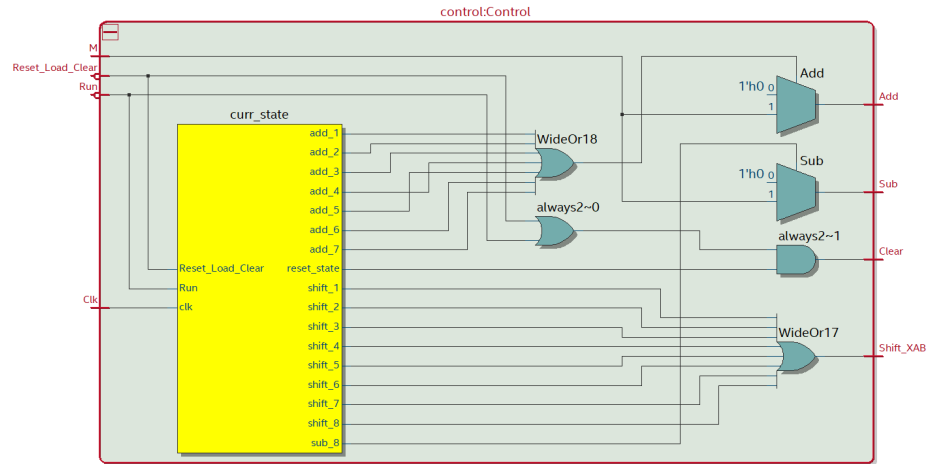 control:Control
M
Reset_Load_Clear
Run
Clk
curr_state
add_1
add_2
add_3
add_4
add_5
add_6
add_7
Reset_Load_Clear
reset_state
Run
shift_1
clk
shift_2
shift_3
shift_4
shift_5
shift_6
shift_7
shift_8
sub_8
WideOr18
always2~0
Add
1'h0
0
1
Add
Sub
1'h0
0
1
Sub
always2~1
Clear
WideOr17
Shift_XAB